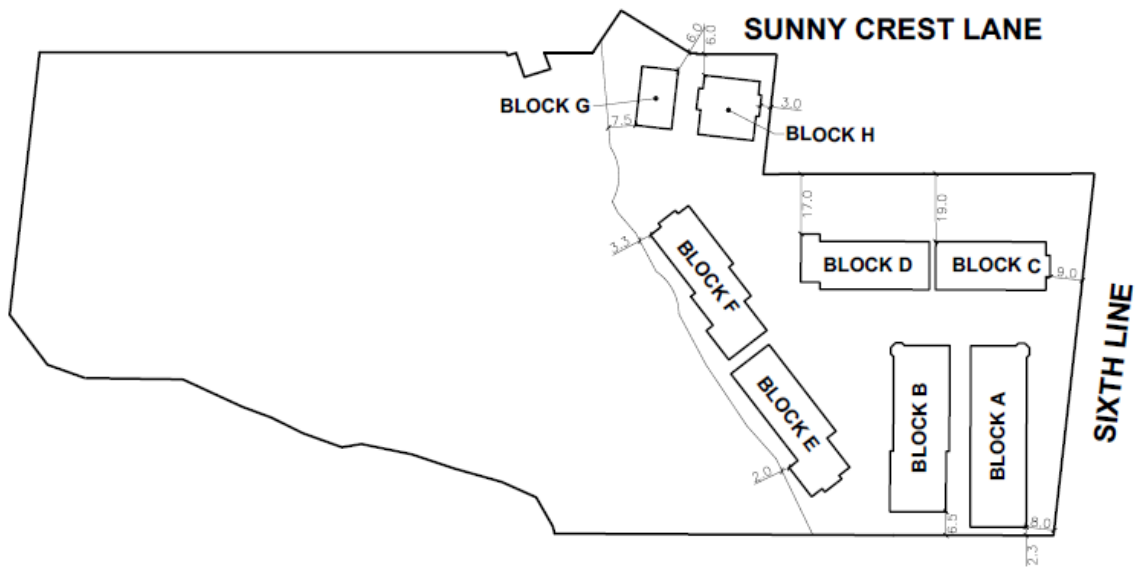 SUNNY CREST LANE
6.0
6.0
BLOCK G
3.0
7.5
BLOCK H
17.0
19.0
3.3
BLOCK F
BLOCK D
BLOCK C
9.0
SIXTH LINE
BLOCK E
BLOCK B
BLOCK A
2.0
6.5
8.0
2.3